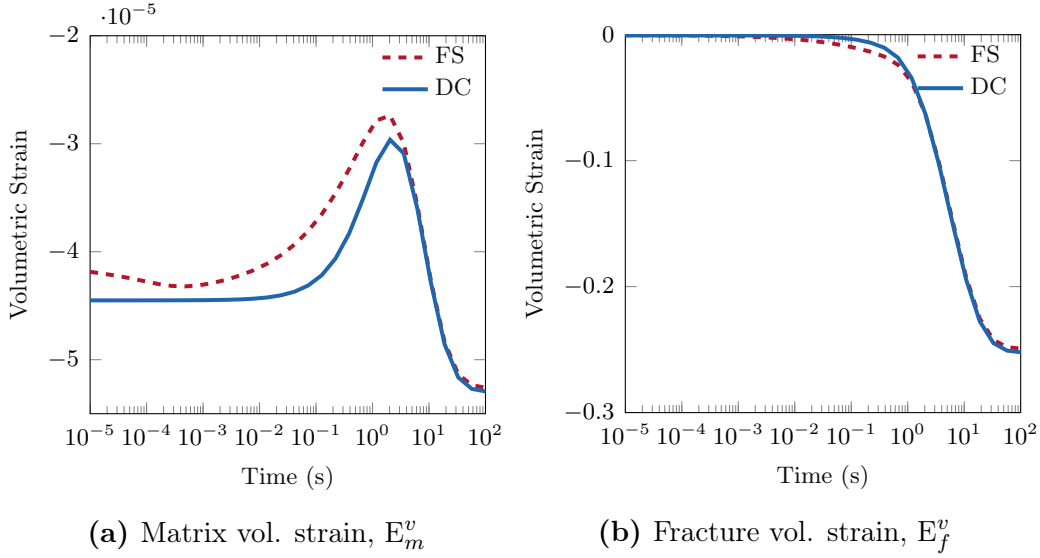 ·10⁻⁵
−2
−3
−4
−5
Volumetric Strain
FS
DC
10⁻⁵ 10⁻⁴ 10⁻³ 10⁻² 10⁻¹ 10⁰ 10¹ 10²
Time (s)
(a) Matrix vol. strain, Eᵥₘ
0
−0.1
−0.2
−0.3
Volumetric Strain
FS
DC
10⁻⁵ 10⁻⁴ 10⁻³ 10⁻² 10⁻¹ 10⁰ 10¹ 10²
Time (s)
(b) Fracture vol. strain, E_f^v